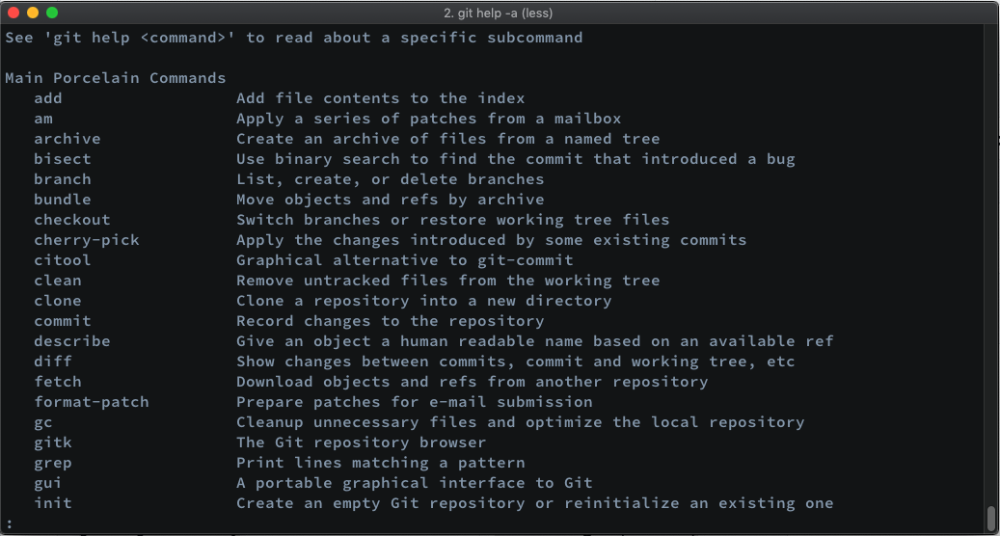 2. git help -a (less)
See 'git help <command>' to read about a specific subcommand
Main Porcelain Commands
add Add file contents to the index
am Apply a series of patches from a mailbox
archive Create an archive of files from a named tree
bisect Use binary search to find the commit that introduced a bug
branch List, create, or delete branches
bundle Move objects and refs by archive
checkout Switch branches or restore working tree files
cherry-pick Apply the changes introduced by some existing commits
citool Graphical alternative to git-commit
clean Remove untracked files from the working tree
clone Clone a repository into a new directory
commit Record changes to the repository
describe Give an object a human readable name based on an available ref
diff Show changes between commits, commit and working tree, etc
fetch Download objects and refs from another repository
format-patch Prepare patches for e-mail submission
gc Cleanup unnecessary files and optimize the local repository
gitk The Git repository browser
grep Print lines matching a pattern
gui A portable graphical interface to Git
init Create an empty Git repository or reinitialize an existing one
: